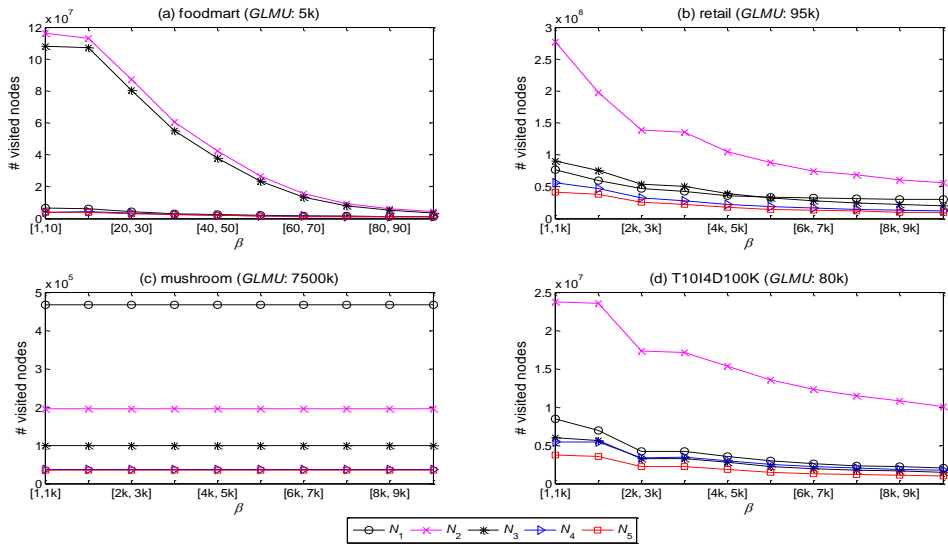 (a) foodmart (GLMU: 5k)
x 10^7
12
10
8
6
4
2
0
# visited nodes
[1,10]
[20, 30]
[40,50]
[60,70]
[80,90]
β
(b) retail (GLMU: 95k)
x 10^8
3
2.5
2
1.5
1
0.5
0
# visited nodes
[1,1k]
[2k, 3k]
[4k, 5k]
[6k, 7k]
[8k, 9k]
β
(c) mushroom (GLMU: 7500k)
x 10^5
5
4
3
2
1
0
# visited nodes
[1,1k]
[2k, 3k]
[4k, 5k]
[6k, 7k]
[8k, 9k]
β
(d) T10I4D100K (GLMU: 80k)
x 10^7
2.5
2
1.5
1
0.5
0
# visited nodes
[1,1k]
[2k, 3k]
[4k, 5k]
[6k, 7k]
[8k, 9k]
β
N1 N2 N3 N4 N5